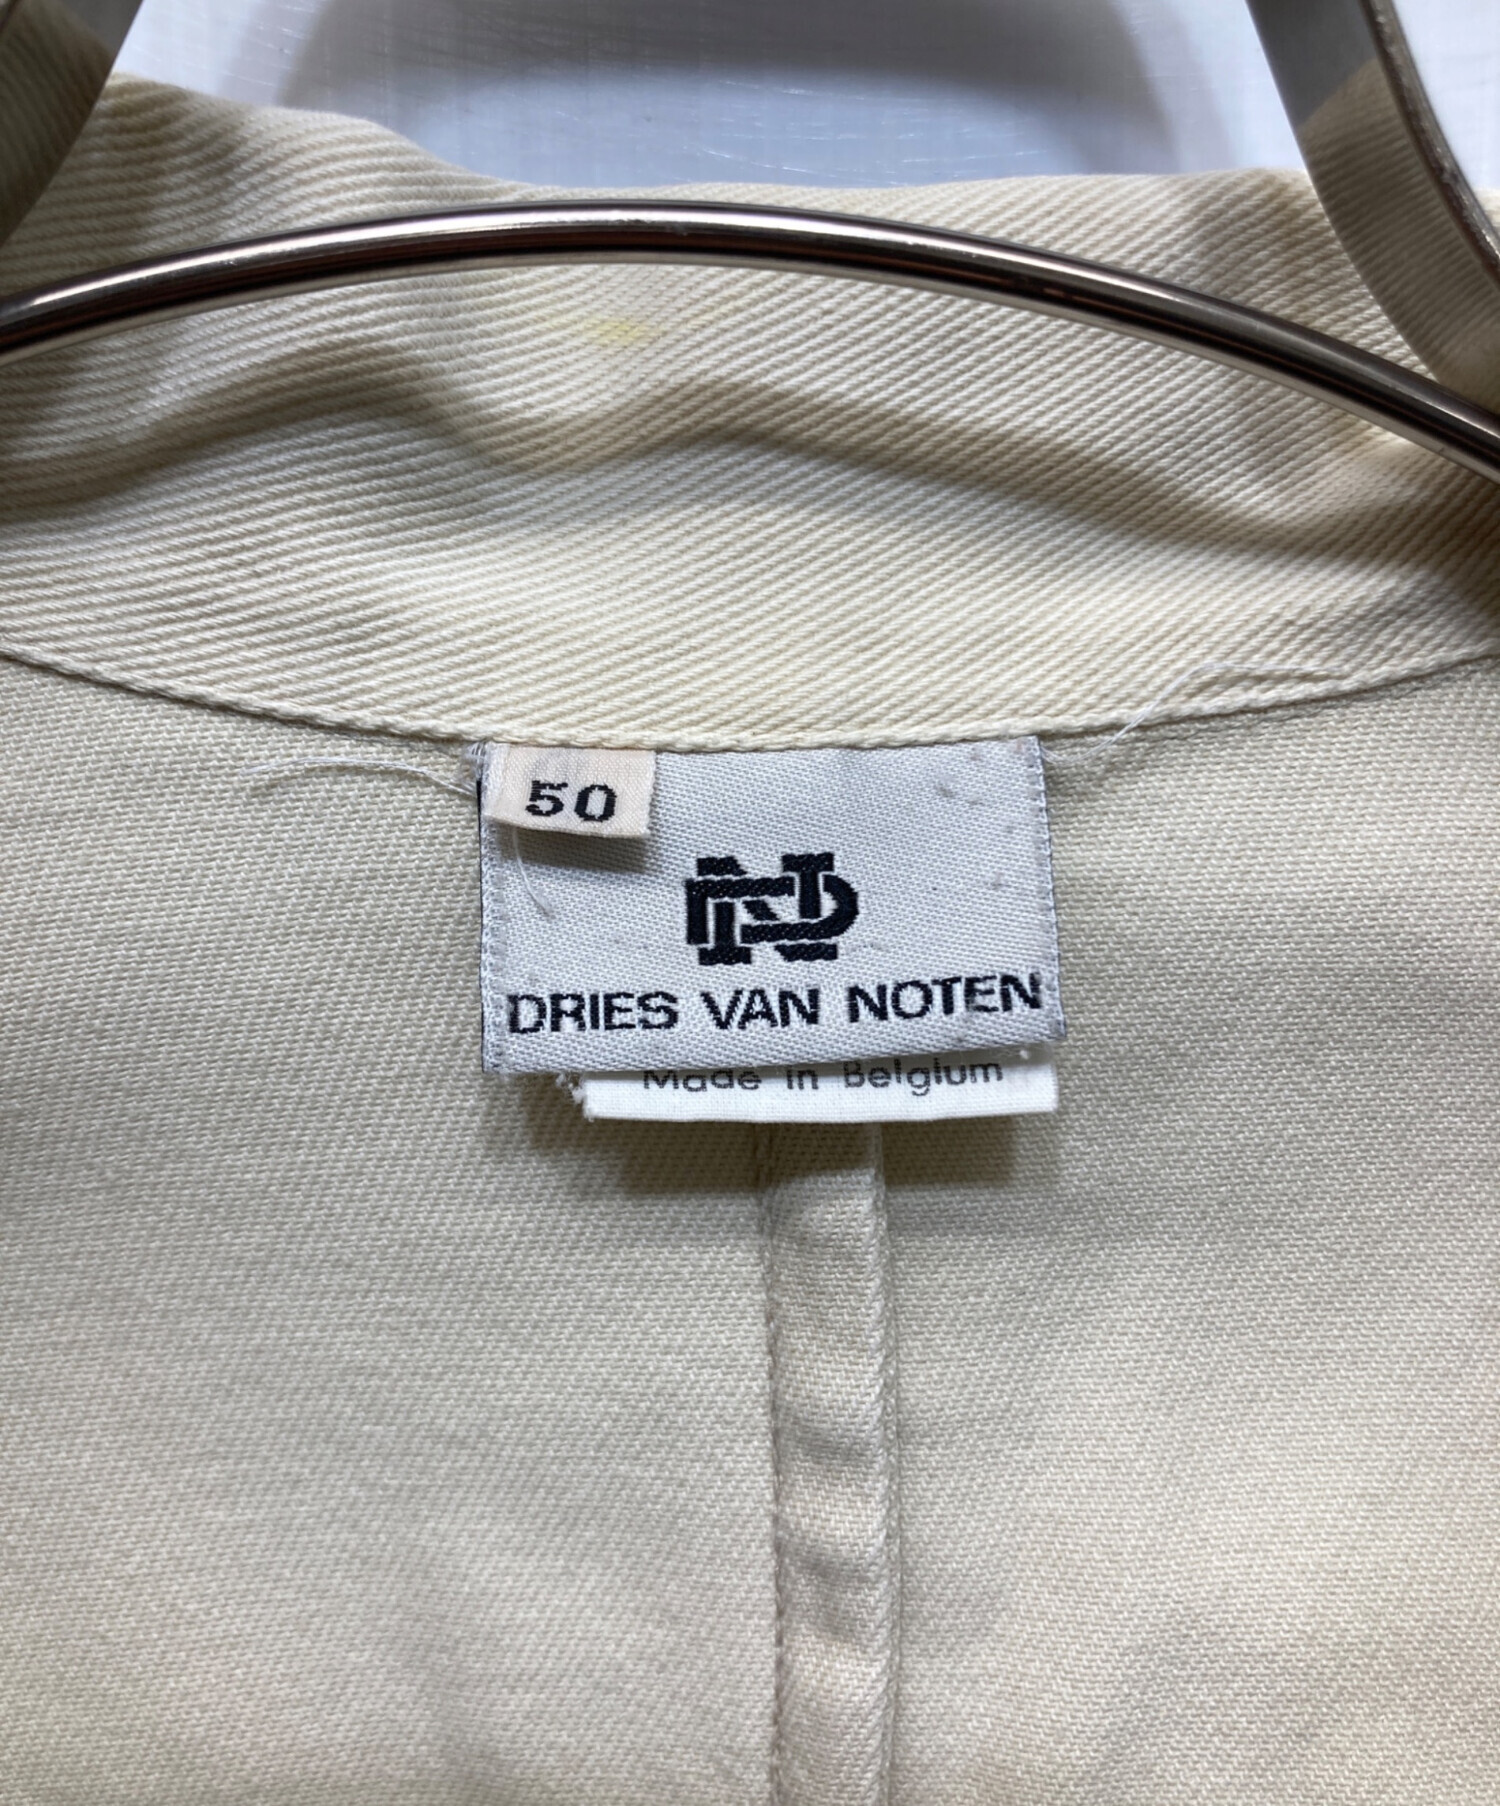 50
DRIES VAN NOTEN
Made in Belgium